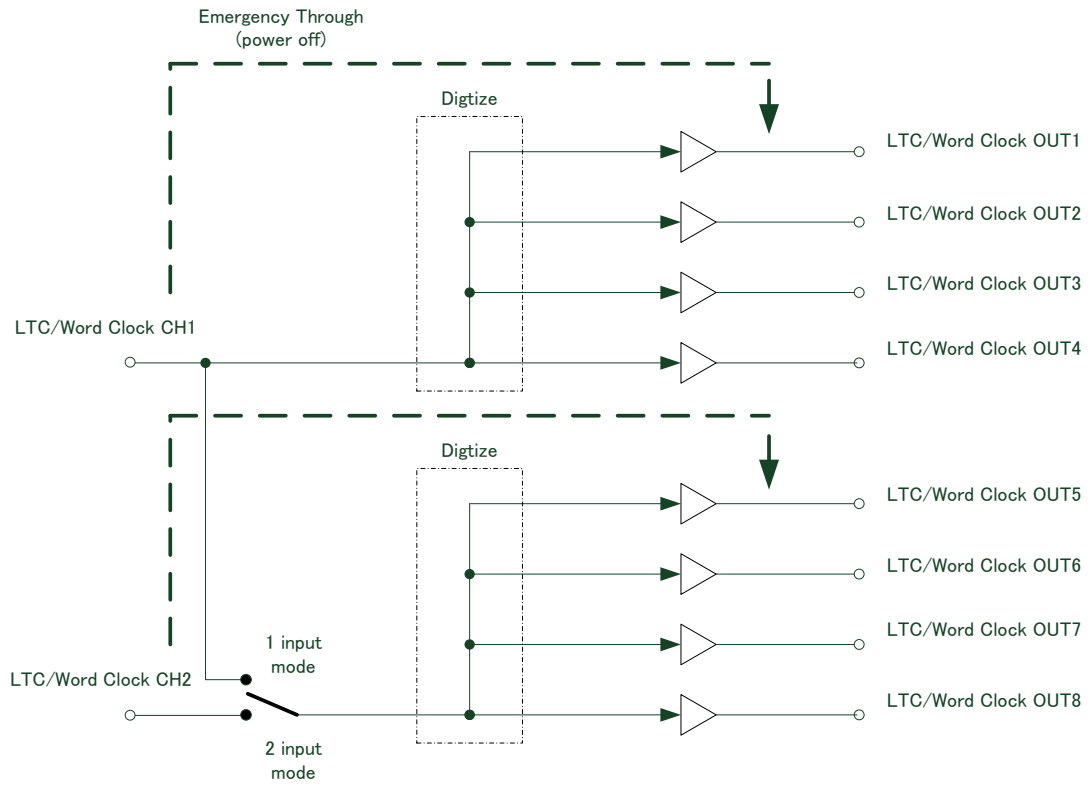 Emergency Through
(power off)
Digtize
LTC/Word Clock OUT1
LTC/Word Clock OUT2
LTC/Word Clock OUT3
LTC/Word Clock CH1
LTC/Word Clock OUT4
Digtize
LTC/Word Clock OUT5
LTC/Word Clock OUT6
LTC/Word Clock OUT7
1 input
mode
LTC/Word Clock CH2
LTC/Word Clock OUT8
2 input
mode